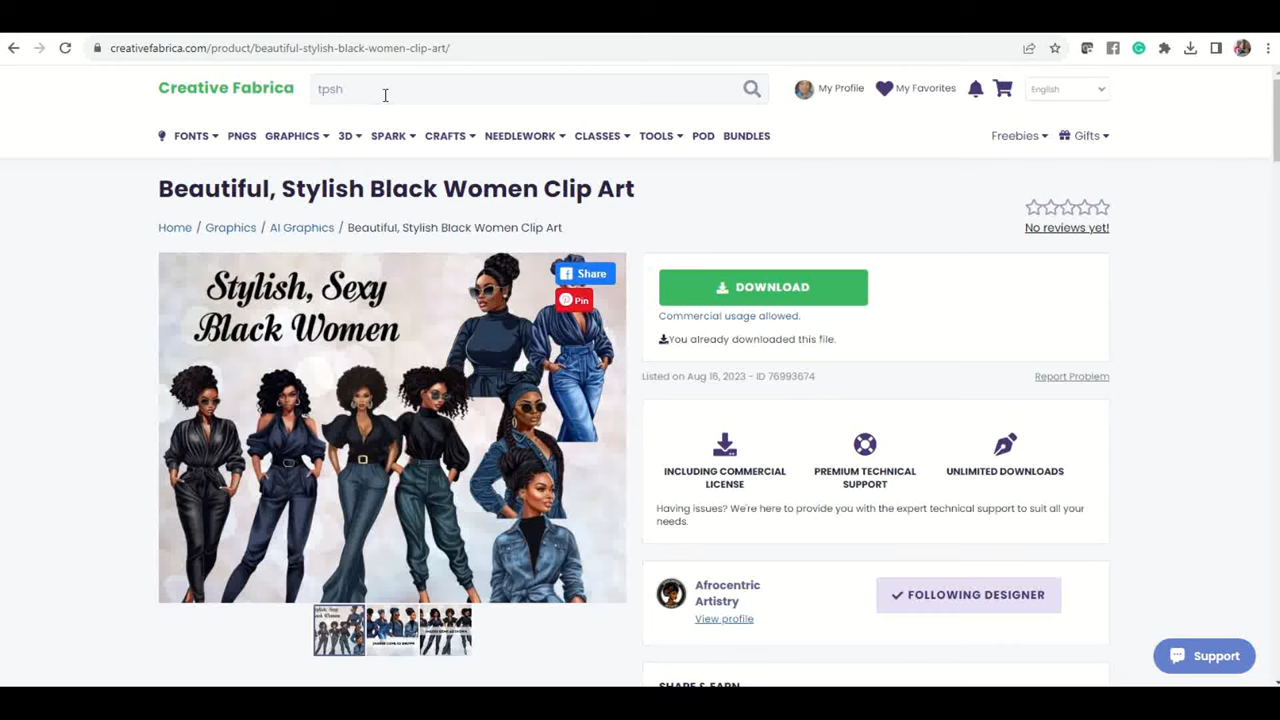 creativefabrica.com/product/beautiful-stylish-black-women-clip-art/
Creative Fabrica
tpsh
My Profile
My Favorites
English
FONTS
PNGS
GRAPHICS
3D
SPARK
CRAFTS
NEEDLEWORK
CLASSES
TOOLS
POD
BUNDLES
Freebies
Gifts
Beautiful, Stylish Black Women Clip Art
Home / Graphics / AI Graphics / Beautiful, Stylish Black Women Clip Art
No reviews yet!
Stylish, Sexy
Black Women
Share
Pin
DOWNLOAD
Commercial usage allowed.
You already downloaded this file.
Listed on Aug 16, 2023 - ID 76993674
Report Problem
INCLUDING COMMERCIAL
LICENSE
PREMIUM TECHNICAL
SUPPORT
UNLIMITED DOWNLOADS
Having issues? We're here to provide you with the expert technical support to suit all your
needs.
Afrocentric
Artistry
View profile
FOLLOWING DESIGNER
Support
SHARE & EARN